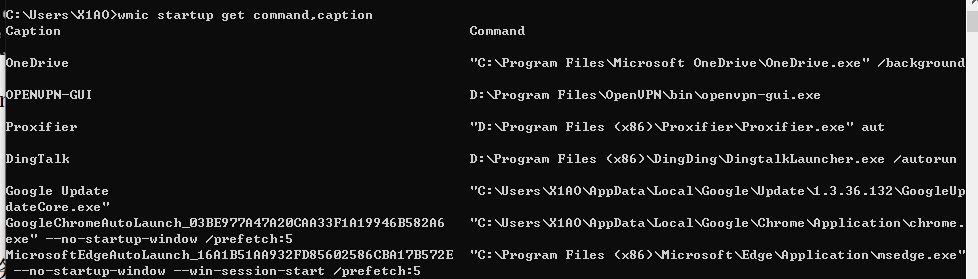 C:\Users\X1AO>wmic startup get command,caption
Caption Command
OneDrive "C:\Program Files\Microsoft OneDrive\OneDrive.exe" /background
OPENVPN-GUI D:\Program Files\OpenVPN\bin\openvpn-gui.exe
Proxifier "D:\Program Files (x86)\Proxifier\Proxifier.exe" aut
DingTalk D:\Program Files (x86)\DingDing\DingtalkLauncher.exe /autorun
Google Update "C:\Users\X1AO\AppData\Local\Google\Update\1.3.36.132\GoogleUp
dateCore.exe"
GoogleChromeAutoLaunch_03BE977A47A20CAA33F1A19946B582A6 "C:\Users\X1AO\AppData\Local\Google\Chrome\Application\chrome.
exe" --no-startup-window /prefetch:5
MicrosoftEdgeAutoLaunch_16A1B51AA932FD85602586CBA17B572E "C:\Program Files (x86)\Microsoft\Edge\Application\msedge.exe"
--no-startup-window --win-session-start /prefetch:5